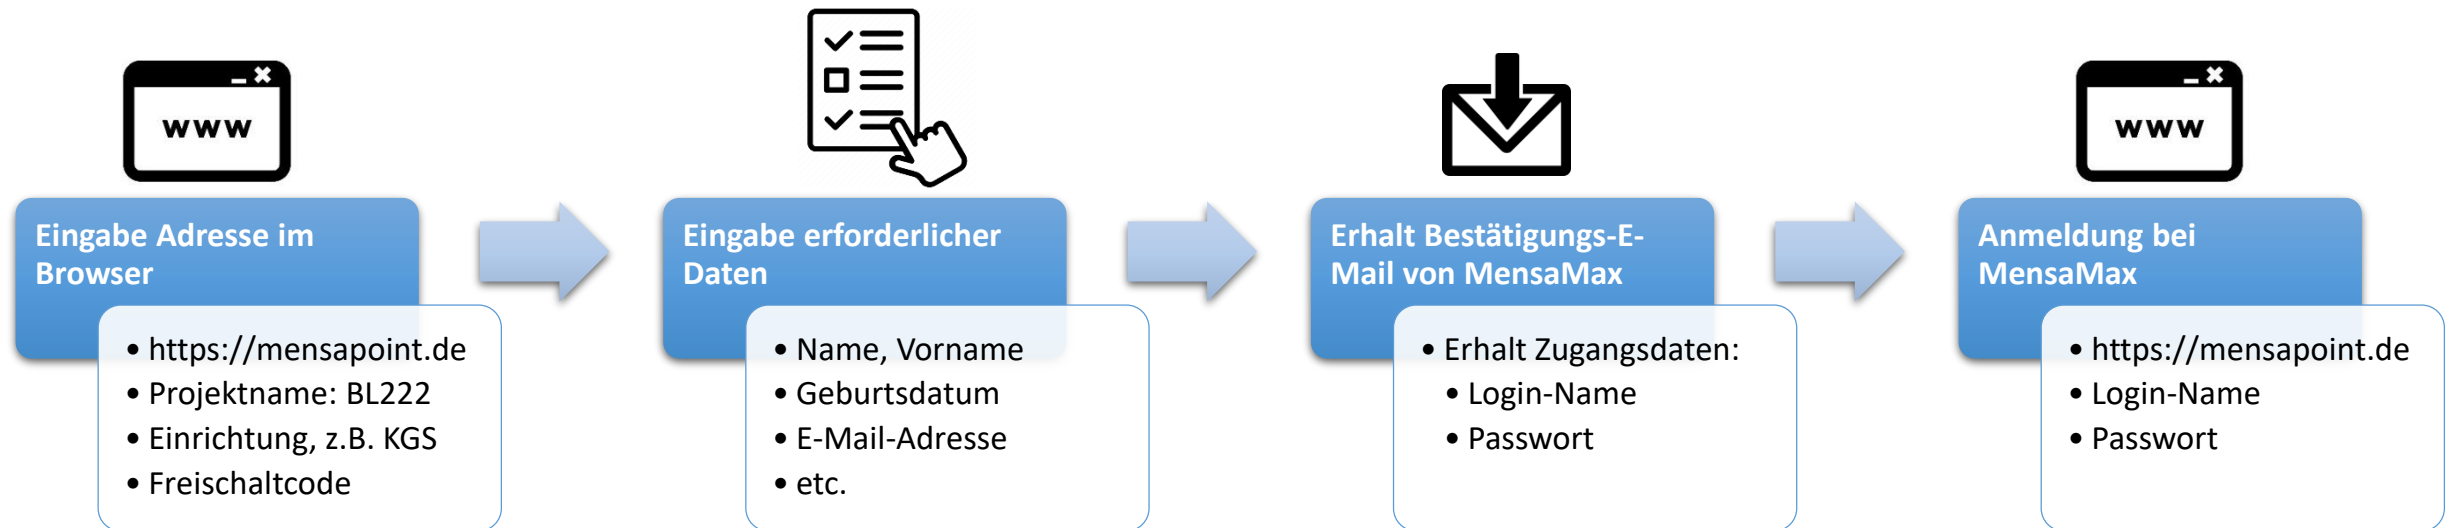 www
Eingabe Adresse im
Browser
• https://mensapoint.de
• Projektname: BL222
• Einrichtung, z.B. KGS
• Freischaltcode
Eingabe erforderlicher
Daten
• Name, Vorname
• Geburtsdatum
• E-Mail-Adresse
• etc.
Erhalt Bestätigungs-E-
Mail von MensaMax
• Erhalt Zugangsdaten:
• Login-Name
• Passwort
www
Anmeldung bei
MensaMax
• https://mensapoint.de
• Login-Name
• Passwort